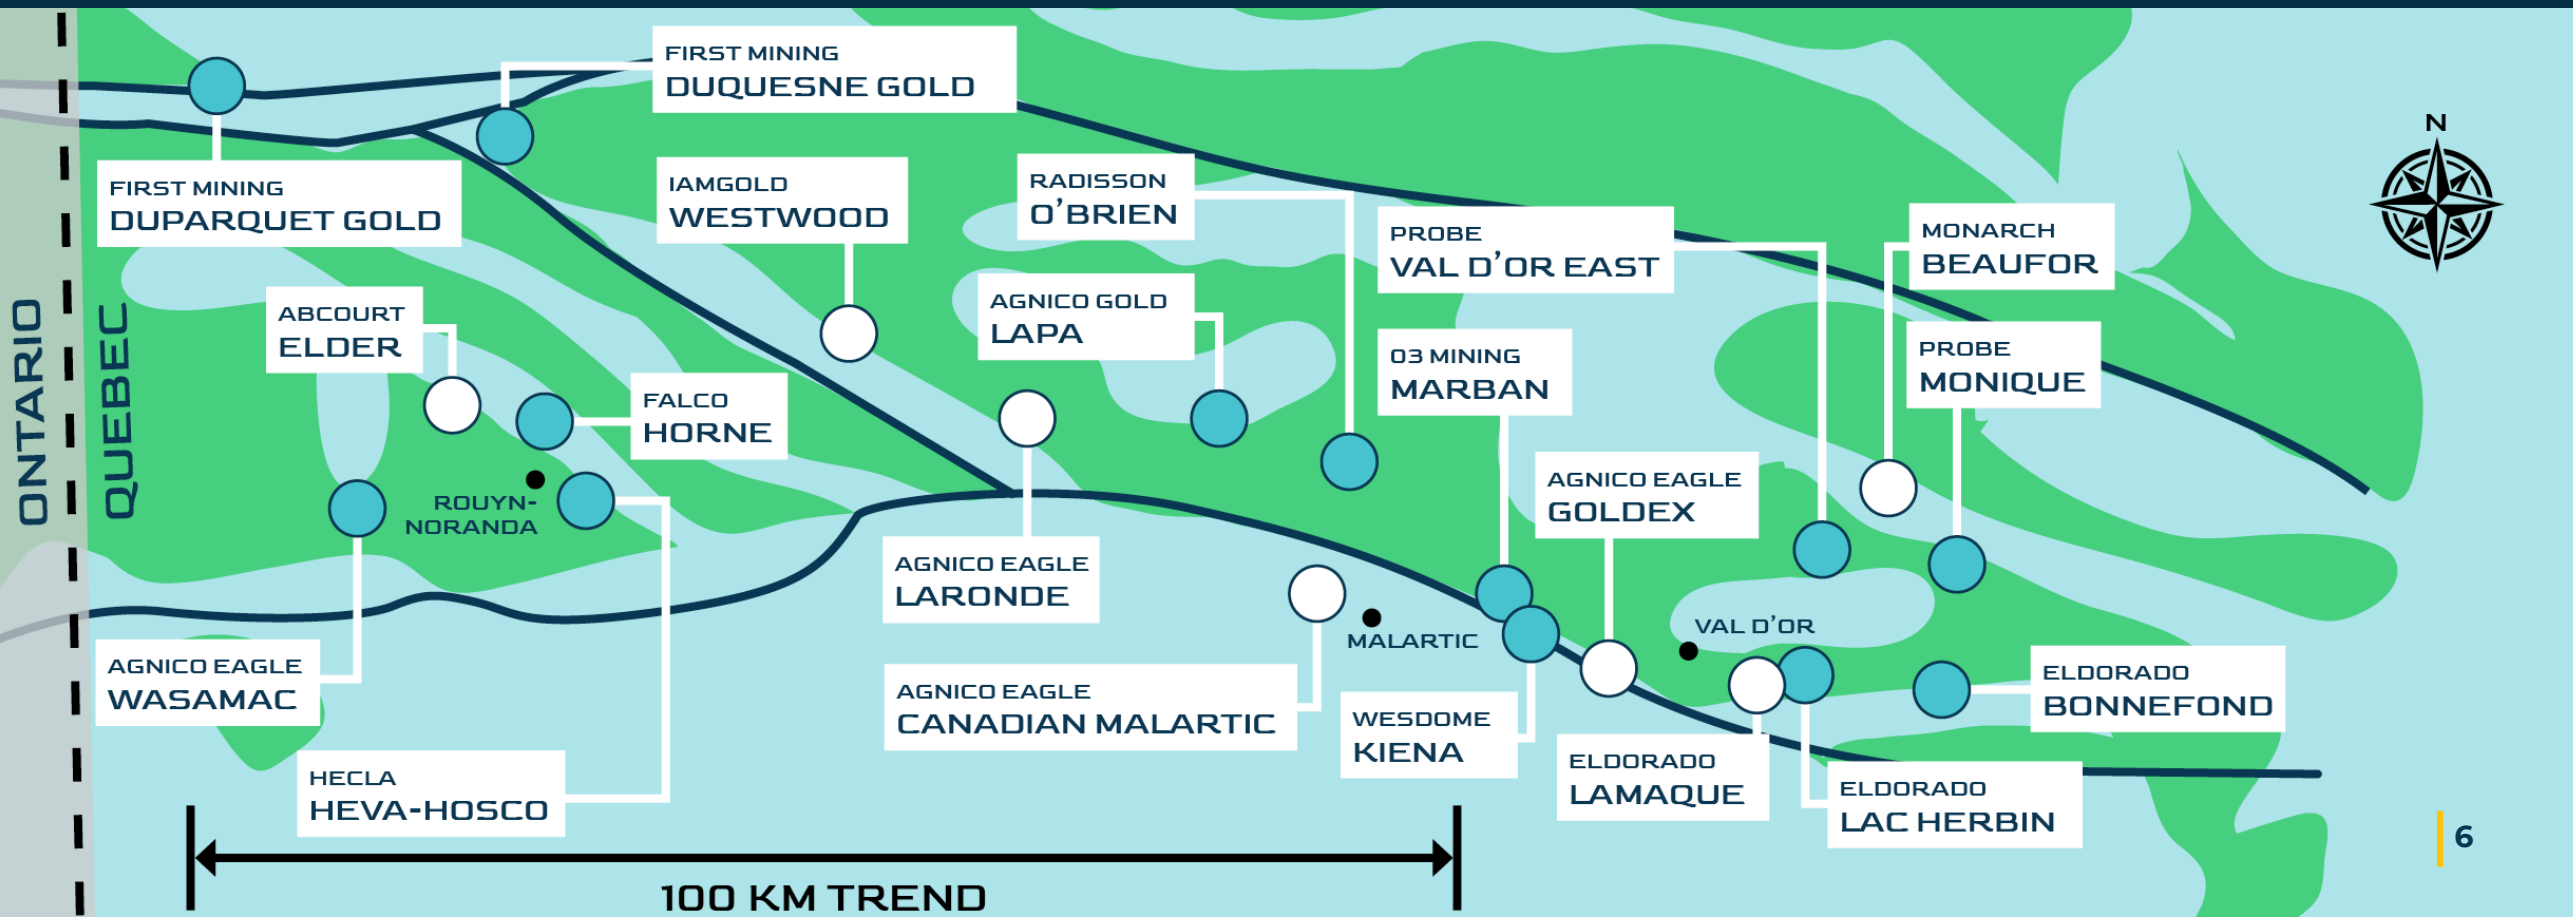 FIRST MINING
DUQUESNE GOLD
N
FIRST MINING
DUPARQUET GOLD
IAMGOLD
WESTWOOD
RADISSON
O'BRIEN
PROBE
VAL D'OR EAST
MONARCH
BEAUFOR
ONTARIO
QUEBEC
ABCOURT
ELDER
AGNICO GOLD
LAPA
03 MINING
MARBAN
PROBE
MONIQUE
FALCO
HORNE
ROUYN-
NORANDA
AGNICO EAGLE
GOLDEX
AGNICO EAGLE
LARONDE
MALARTIC
VAL D'OR
AGNICO EAGLE
WASAMAC
AGNICO EAGLE
CANADIAN MALARTIC
WESDOME
KIENA
ELDORADO
BONNEFOND
HECLA
HEVA-HOSCO
ELDORADO
LAMAQUE
ELDORADO
LAC HERBIN
6
100 KM TREND